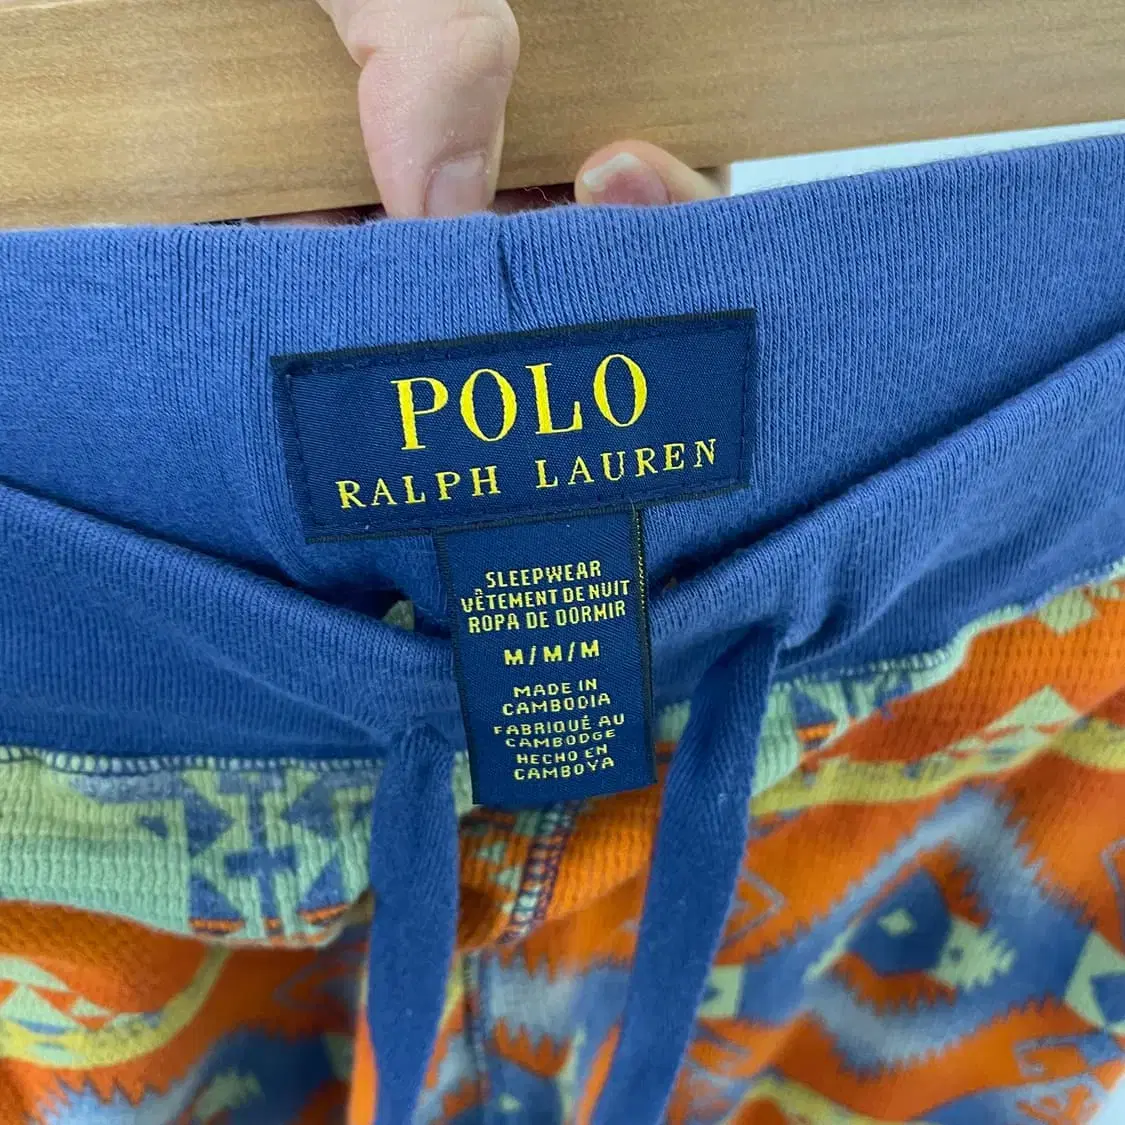 POLO
RALPH LAUREN
SLEEPWEAR
VÊTEMENT DE NUIT
ROPA DE DORMIR
M/M/M
MADE IN
CAMBODIA
FABRIQUÉ AU
CAMBODGE
HECHO EN
CAMBOYA